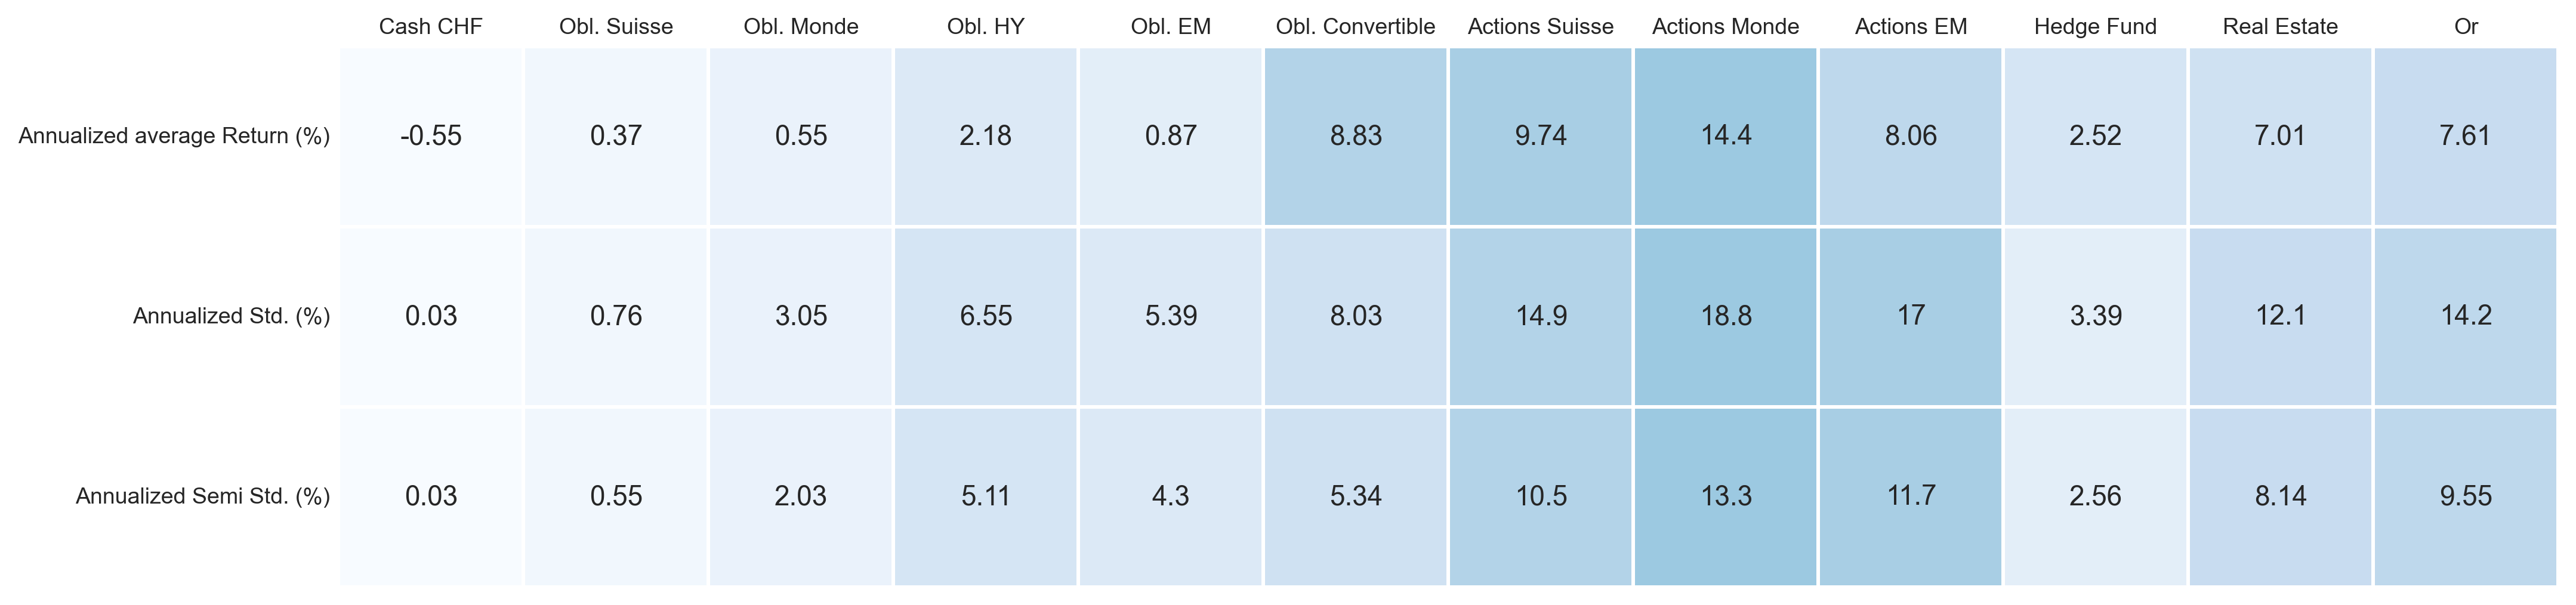 Cash CHF Obl. Suisse Obl. Monde Obl. HY Obl. EM Obl. Convertible Actions Suisse Actions Monde Actions EM Hedge Fund Real Estate Or
Annualized average Return (%) -0.55 0.37 0.55 2.18 0.87 8.83 9.74 14.4 8.06 2.52 7.01 7.61
Annualized Std. (%) 0.03 0.76 3.05 6.55 5.39 8.03 14.9 18.8 17 3.39 12.1 14.2
Annualized Semi Std. (%) 0.03 0.55 2.03 5.11 4.3 5.34 10.5 13.3 11.7 2.56 8.14 9.55